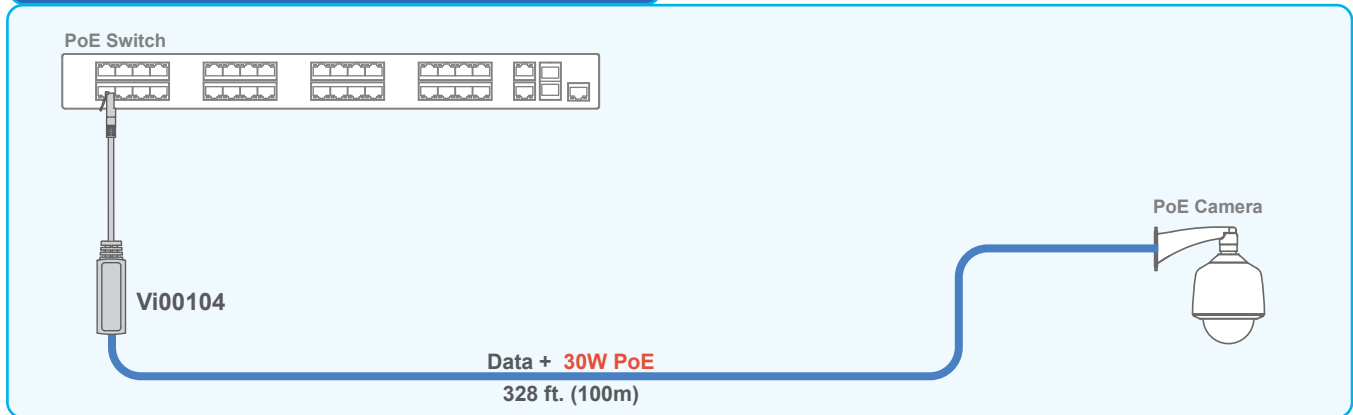 PoE Switch
PoE Camera
Vi00104
Data + 30W PoE
328 ft. (100m)